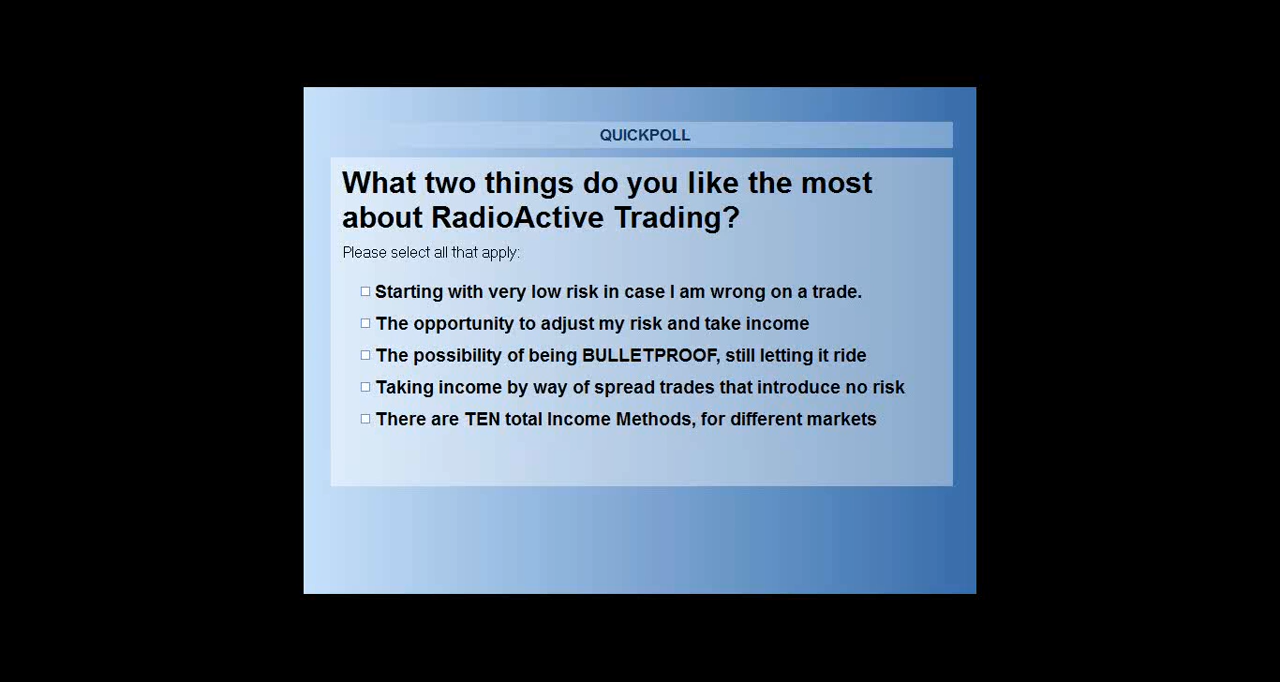 QUICKPOLL
What two things do you like the most
about RadioActive Trading?
Please select all that apply:
Starting with very low risk in case I am wrong on a trade.
The opportunity to adjust my risk and take income
The possibility of being BULLETPROOF, still letting it ride
Taking income by way of spread trades that introduce no risk
There are TEN total Income Methods, for different markets